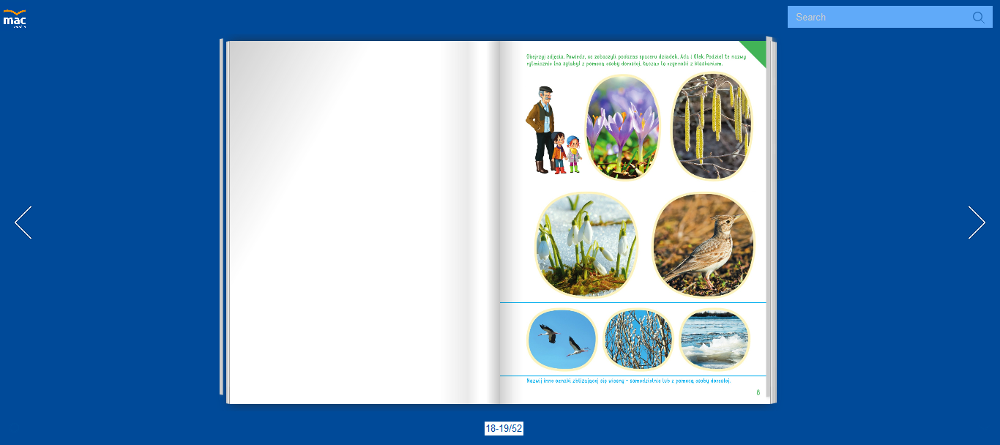 mac
Search
Obejrzyj zdjęcia. Powiedz, co zobaczyli podczas spaceru dziadek, Ada i Olek. Podziel te nazwy
rytmicznie (na sylaby) z pomocą osoby dorosłej, łącząc tę czynność z klaskaniem.
Nazwij inne oznaki zbliżającej się wiosny – samodzielnie lub z pomocą osoby dorosłej.
6
18-19/52